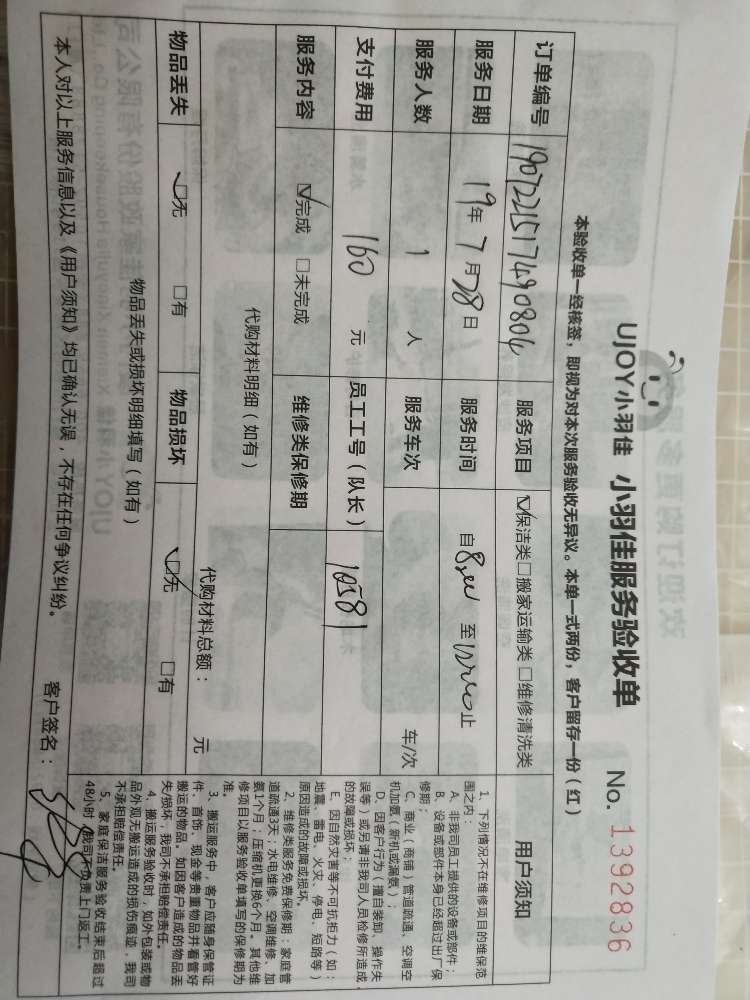 UJOY小羽佳 小羽佳服务验收单 No. 1392836
本验收单一经核签，即视为对本次服务验收无异议。本单一式两份，客户留存一份（红）
订单编号 1907221517490804 服务项目 ☑保洁类□搬家运输类□维修清洗类
服务日期 19年7月28日 服务时间 自 至 止
服务人数 1 人 服务车次 车/次
支付费用 160 元 员工工号（队长） 10581
服务内容 ☑完成 □未完成 维修类保修期
代购材料明细（如有） 代购材料总额： 元
物品丢失 ☑无 □有 物品损坏 ☑无 □有
物品丢失或损坏明细填写（如有）
本人对以上服务信息以及《用户须知》均已确认无误，不存在任何争议纠纷。 客户签名：
用户须知
1、下列情况不在维修项目的维保范
围之内：
A、非我司员工提供的设备或部件；
B、设备或部件本身已经超过出厂保
修期；
C、商业（商铺）管道疏通，空调空
机加氨（新机或漏氨）；
D、因客户行为（擅自装卸、操作失
误等）或另请非我司人员检修所造成
的故障或损坏；
E、因自然灾害等不可抗拒力（如：
地震、雷电、火灾、停电、短路等）
原因造成的故障或损坏。
2、维修类服务免费保修期：家庭管
道疏通3天；水电维修、空调维修、加
氨1个月；压缩机更换6个月。其他维
修项目以服务验收单填写的保修期为
准。
3、搬运服务中，客户应随身保管证
件、首饰、现金等贵重物品并看管好
搬运的物品。如因客户造成的物品丢
失/损坏，我司不承担赔偿责任。
4、搬运服务验收时，如外包装或物
品外观无搬运造成的损伤痕迹，我司
不承担赔偿责任。
5、家庭保洁服务验收结束后超过
48小时，我司不负责上门返工。